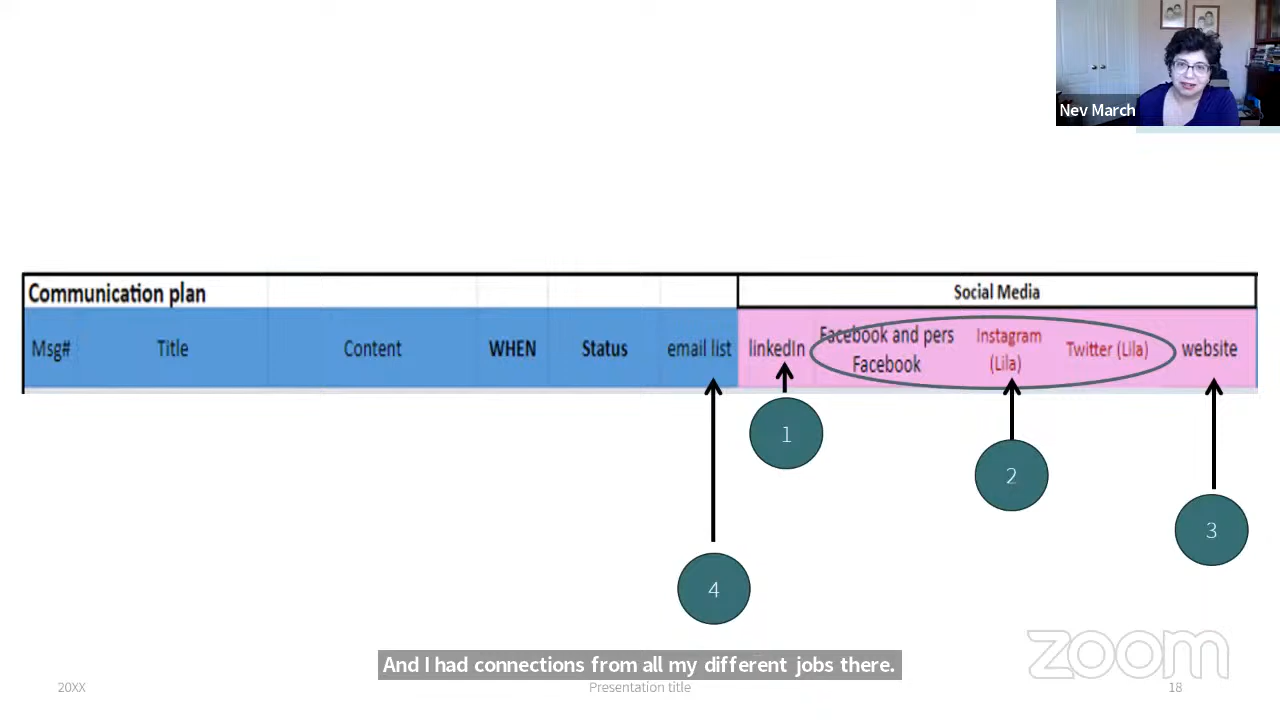 Nev March
Communication plan
Social Media
Msg#
Title
Content
WHEN
Status
email list
linkedIn
Facebook and pers
Facebook
Instagram
(Lila)
Twitter (Lila)
website
1
2
3
4
zoom
And I had connections from all my different jobs there.
20XX
Presentation title
18